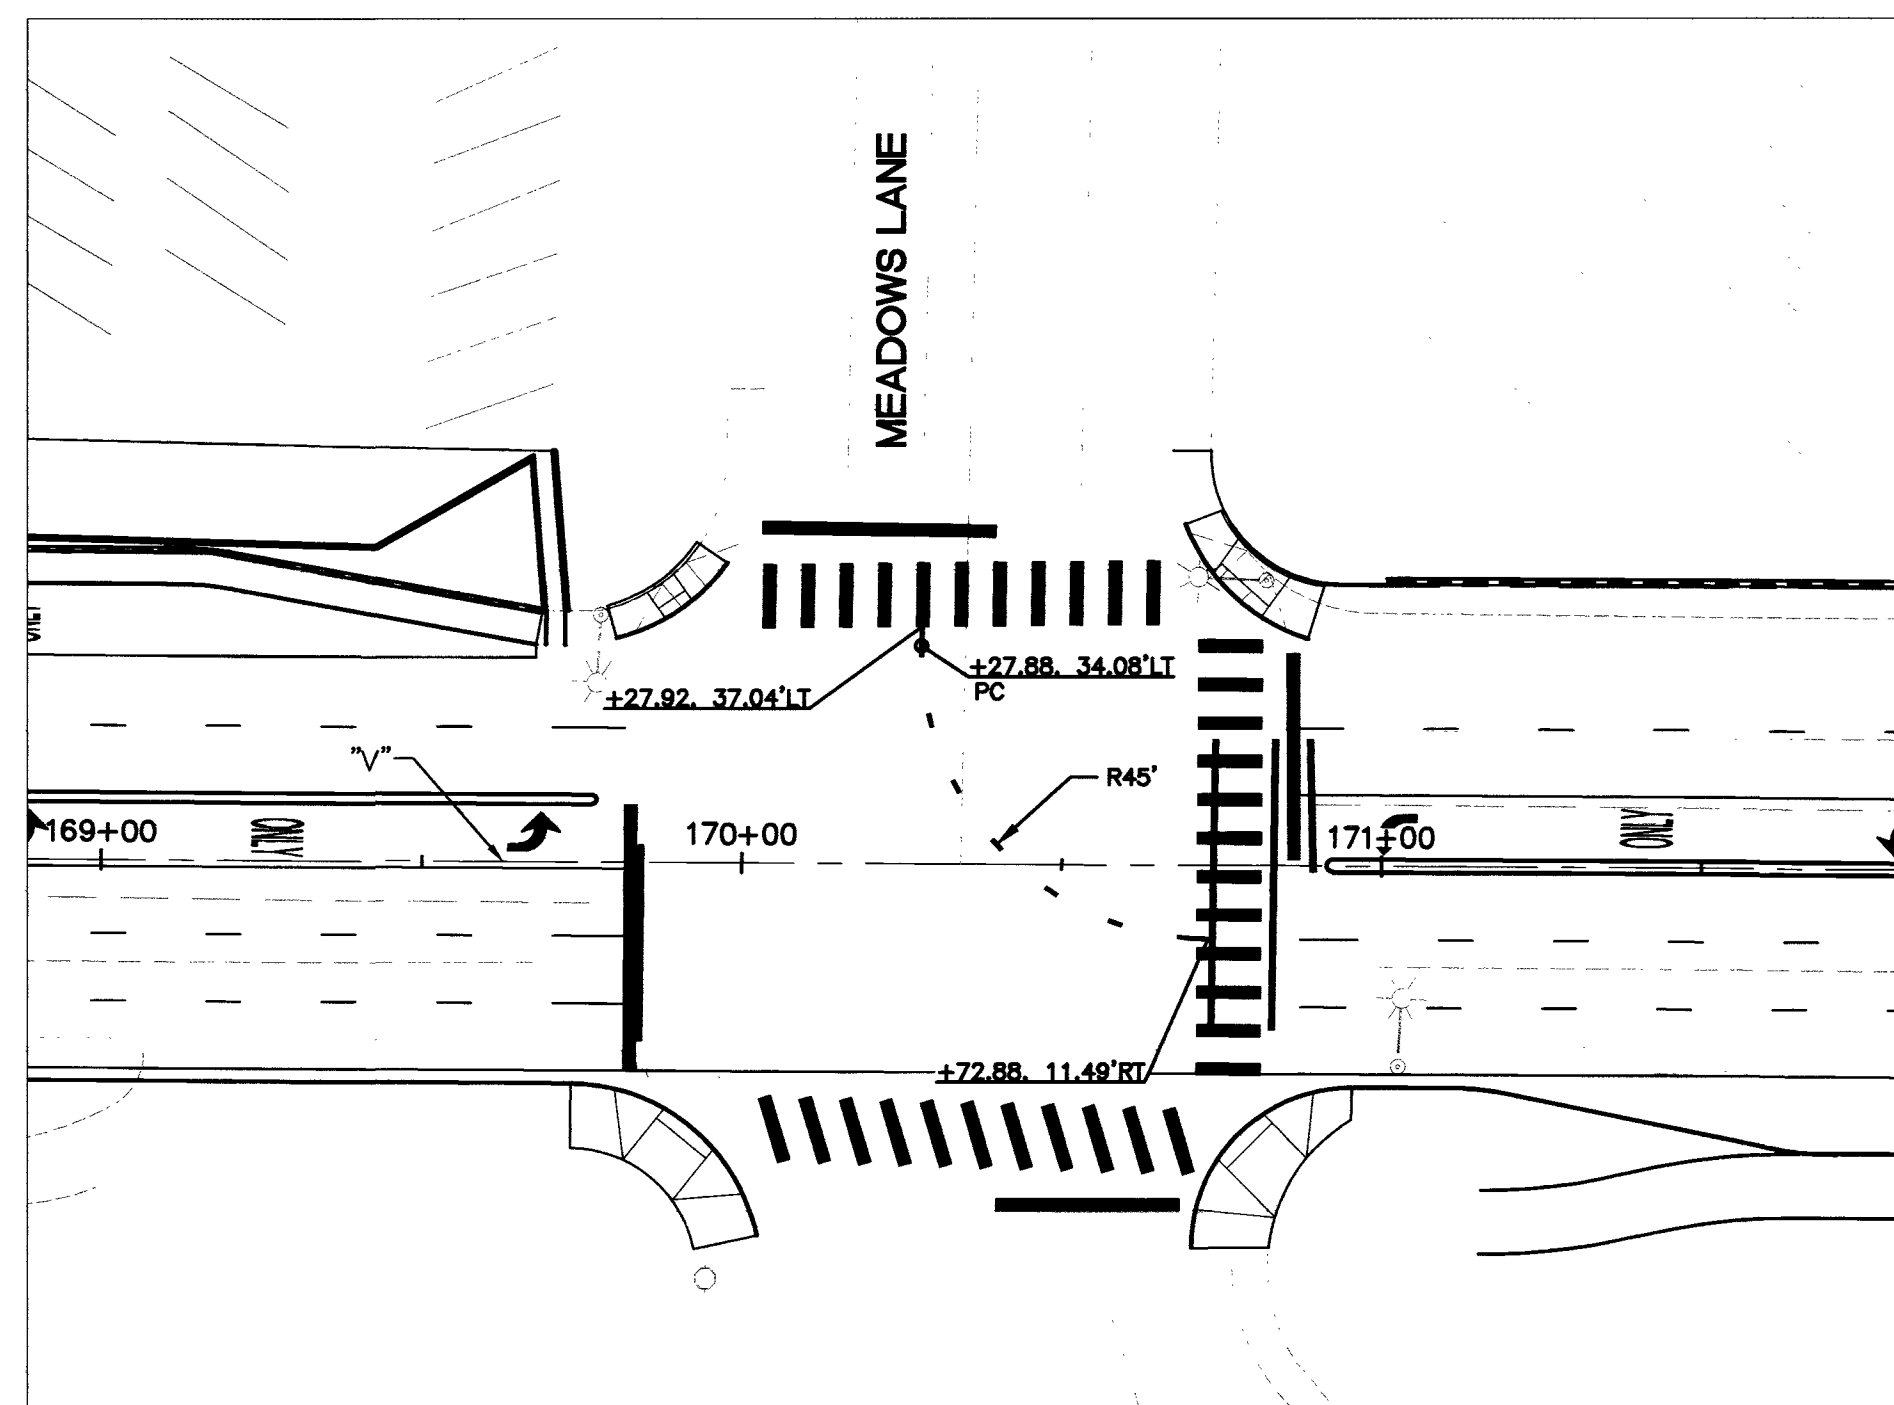 MEADOWS LANE
ONLY
+27.88, 34.08'LT
PC
+27.92, 37.04'LT
"V"
R45'
169+00
ONLY
170+00
171+00
ONLY
+72.88, 11.49'RT